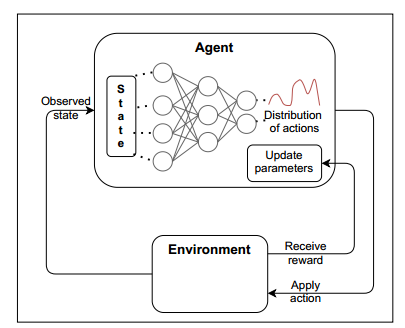 Agent
S
t
a
t
e
Observed
state
Distribution
of actions
Update
parameters
Environment
Receive
reward
Apply
action